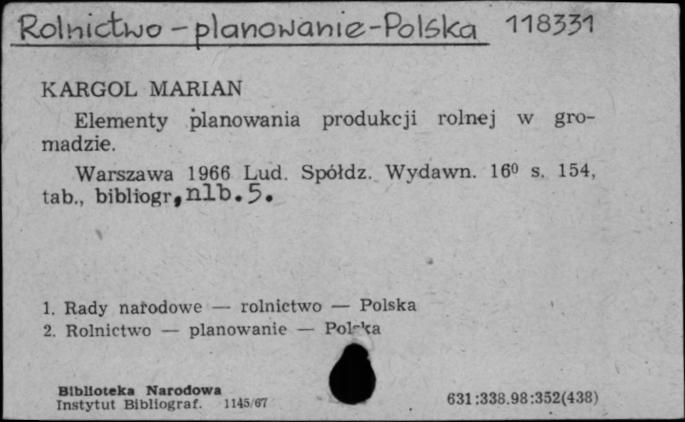 Rolnictwo - planowanie - Polska 118331
KARGOL MARIAN
Elementy planowania produkcji rolnej w gro-
madzie.
Warszawa 1966 Lud. Spółdz. Wydawn. 16⁰ s. 154,
tab., bibliogr, nlb. 5.
1. Rady narodowe — rolnictwo — Polska
2. Rolnictwo — planowanie — Polska
Biblioteka Narodowa
Instytut Bibliograf. 1145/67
631:338.98:352(438)